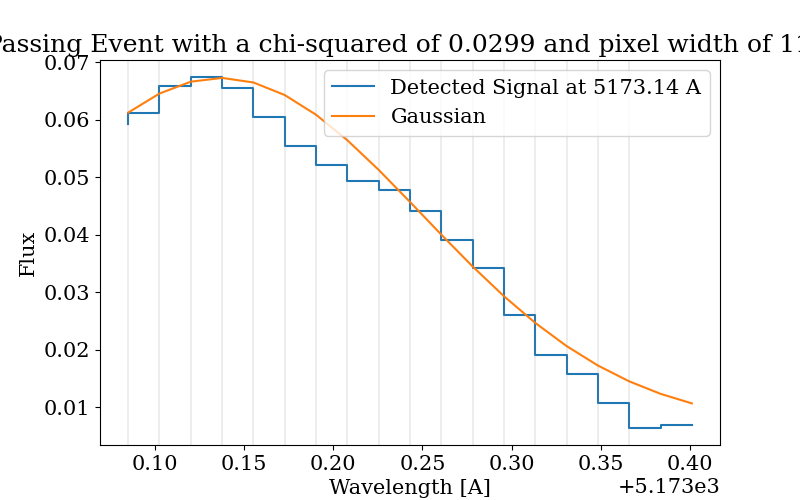 Passing Event with a chi-squared of 0.0299 and pixel width of 11
Detected Signal at 5173.14 A
Gaussian
Flux
0.07
0.06
0.05
0.04
0.03
0.02
0.01
0.10 0.15 0.20 0.25 0.30 0.35 0.40
Wavelength [A]
+5.173e3